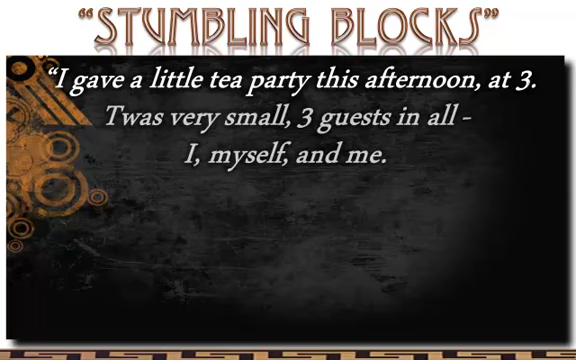 “STUMBLING BLOCKS”
“I gave a little tea party this afternoon, at 3.
Twas very small, 3 guests in all -
I, myself, and me.